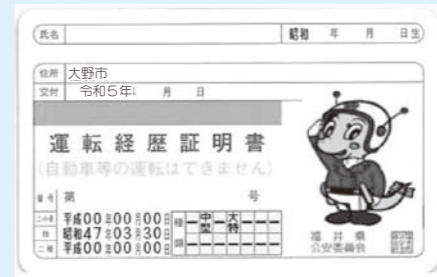 氏名 昭和 年 月 日生
住所 大野市
交付 令和5年 月 日
運転経歴証明書
(自動車等の運転はできません)
番号 第 号
二・小・原 平成00年00月00日
他 昭和47年03月30日
二種 平成00年00月00日
種類 中型 大特
福井県
公安委員会